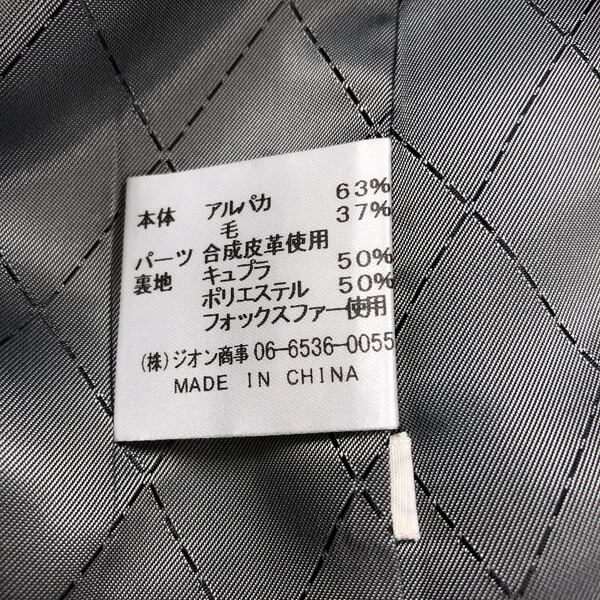 本体 アルパカ 63%
毛 37%
パーツ 合成皮革使用
裏地 キュプラ 50%
ポリエステル 50%
フォックスファー使用
(株)ジオン商事 06-6536-0055
MADE IN CHINA